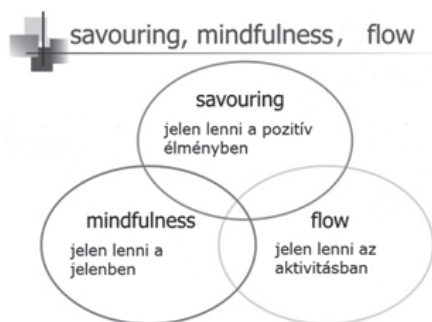 savouring, mindfulness, flow
savouring
jelen lenni a pozitív
élményben
mindfulness
jelen lenni a
jelenben
flow
jelen lenni az
aktivitásban